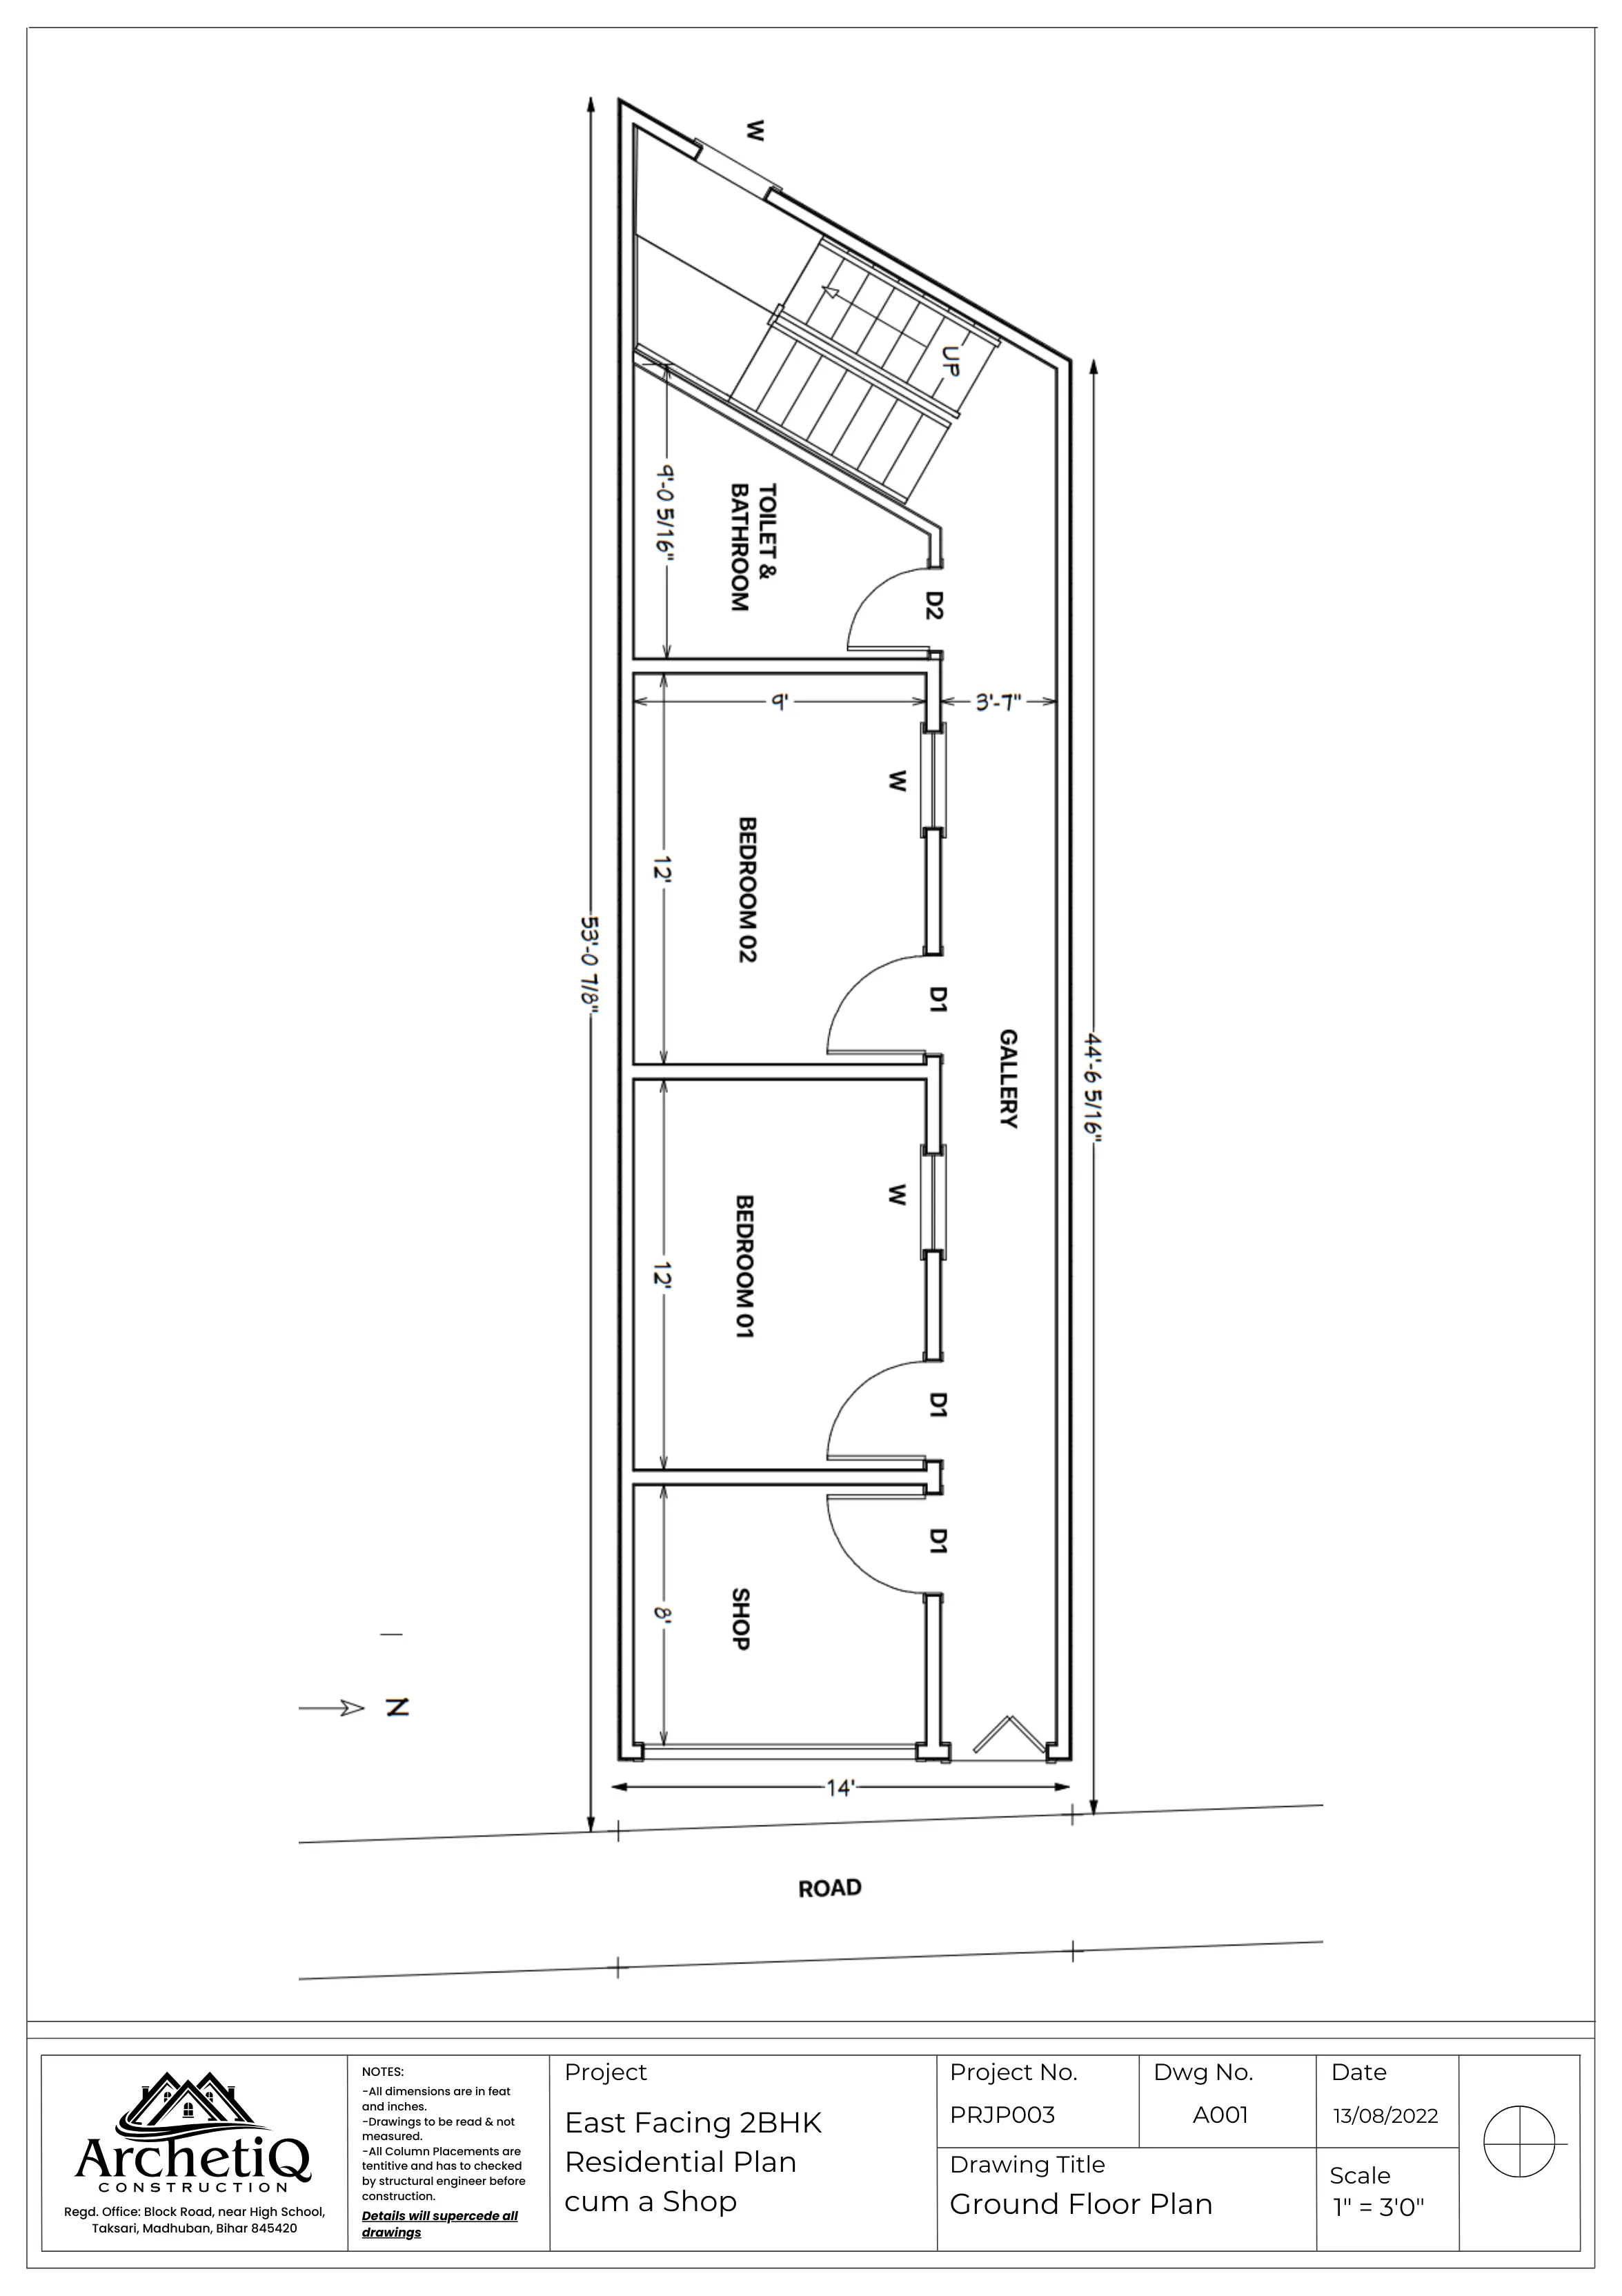 W
UP
9'-0 5/16"
TOILET &
BATHROOM
D2
9'
3'-7"
W
12'
BEDROOM 02
53'-0 7/8"
D1
GALLERY
44'-6 5/16"
W
12'
BEDROOM 01
D1
D1
8'
SHOP
N
14'
ROAD
ArchetiQ
CONSTRUCTION
Regd. Office: Block Road, near High School,
Taksari, Madhuban, Bihar 845420
NOTES:
-All dimensions are in feat
and inches.
-Drawings to be read & not
measured.
-All Column Placements are
tentitive and has to checked
by structural engineer before
construction.
Details will supercede all
drawings
Project
East Facing 2BHK
Residential Plan
cum a Shop
Project No.
PRJP003
Dwg No.
A001
Date
13/08/2022
Drawing Title
Ground Floor Plan
Scale
1" = 3'0"